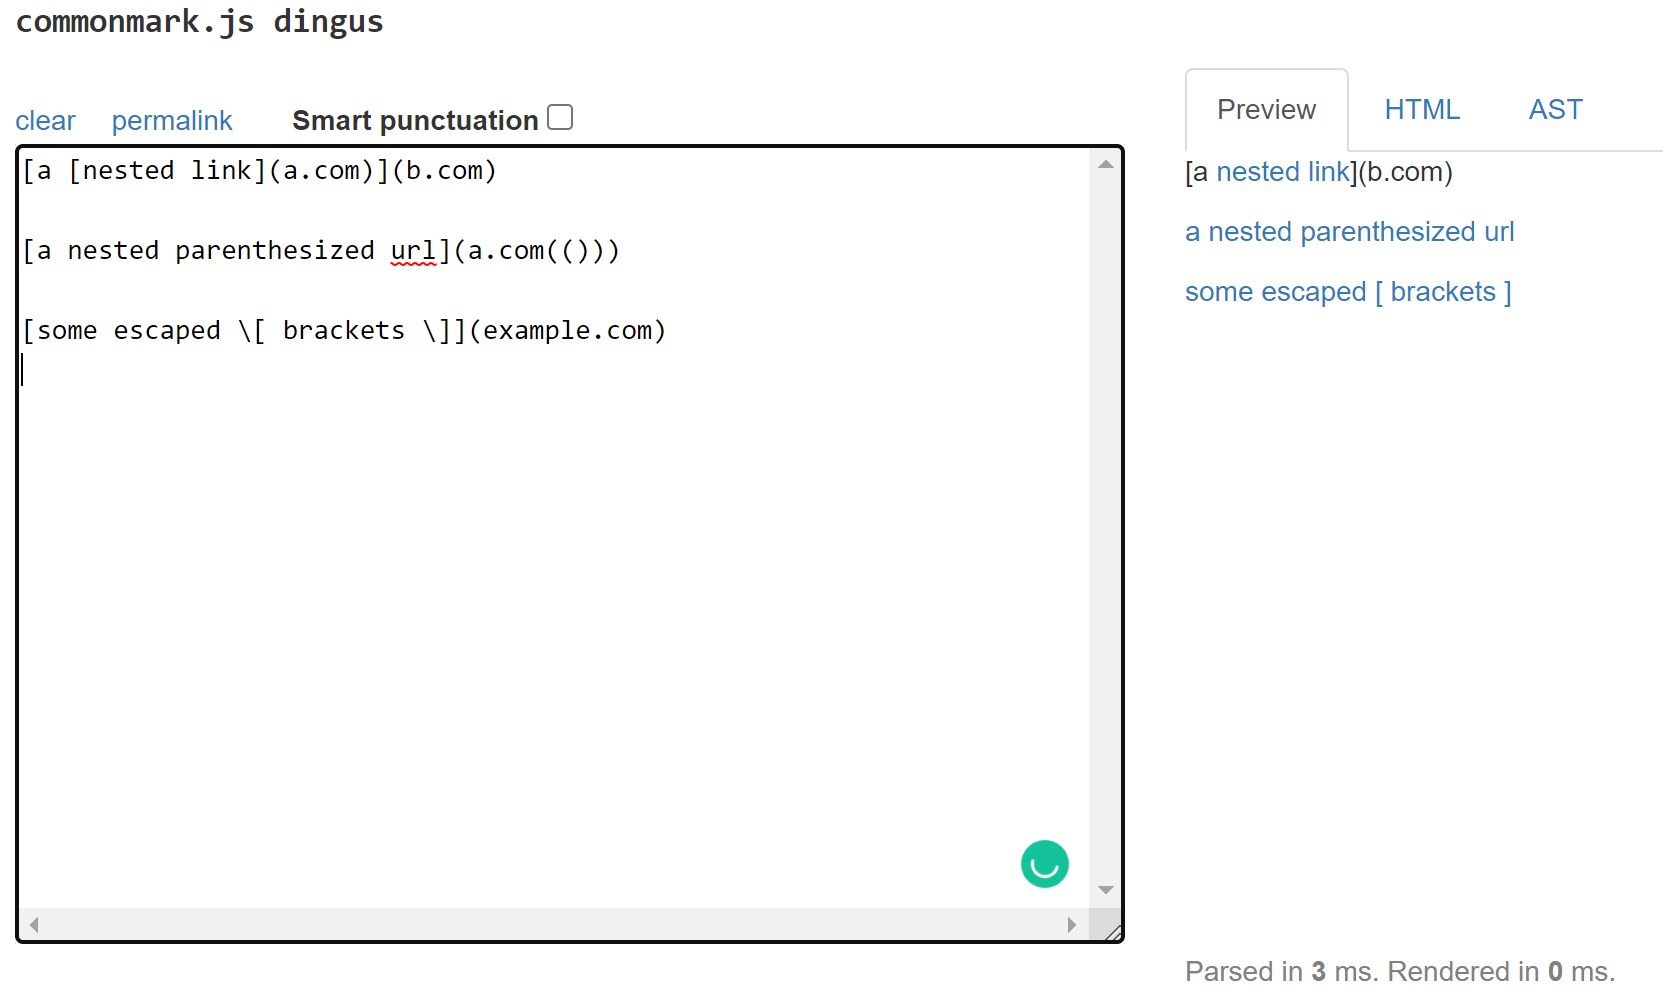 commonmark.js dingus
clear permalink Smart punctuation
[a [nested link](a.com)](b.com)
[a nested parenthesized url](a.com(()))
[some escaped \[ brackets \]](example.com)
Preview HTML AST
[a nested link](b.com)
a nested parenthesized url
some escaped [ brackets ]
Parsed in 3 ms. Rendered in 0 ms.